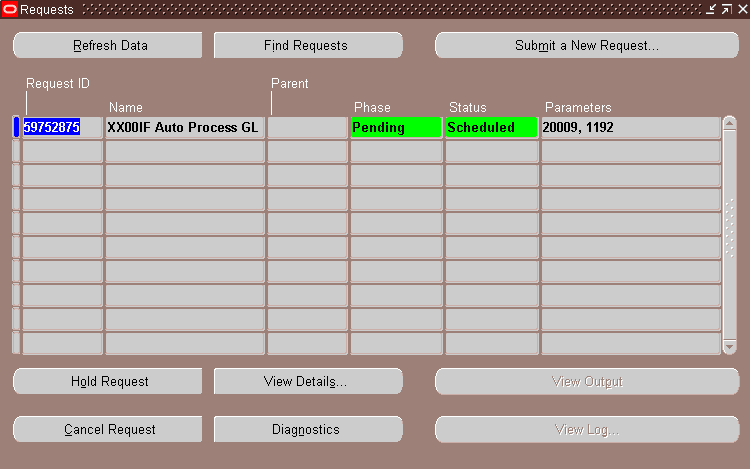 Requests
Refresh Data Find Requests Submit a New Request...
Request ID Parent
Name Phase Status Parameters
59752875 XX00IF Auto Process GL Pending Scheduled 20009, 1192
Hold Request View Details... View Output
Cancel Request Diagnostics View Log...